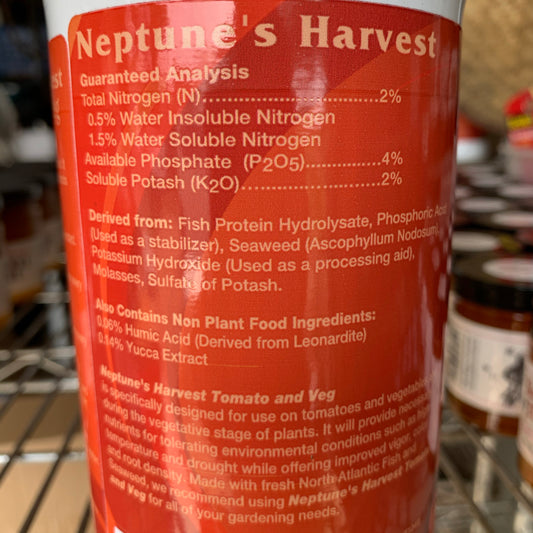 Neptune's Harvest
Guaranteed Analysis
Total Nitrogen (N)..............................2%
0.5% Water Insoluble Nitrogen
1.5% Water Soluble Nitrogen
Available Phosphate (P2O5)..............4%
Soluble Potash (K2O)..........................2%
Derived from: Fish Protein Hydrolysate, Phosphoric Acid
(Used as a stabilizer), Seaweed (Ascophyllum Nodosum),
Potassium Hydroxide (Used as a processing aid),
Molasses, Sulfate of Potash.
Also Contains Non Plant Food Ingredients:
0.06% Humic Acid (Derived from Leonardite)
0.14% Yucca Extract
Neptune's Harvest Tomato and Veg
is specifically designed for use on tomatoes and vegetables
during the vegetative stage of plants. It will provide necessary
nutrients for tolerating environmental conditions such as high
temperature and drought while offering improved vigor,
and root density. Made with fresh North Atlantic Fish and
Seaweed, we recommend using Neptune's Harvest Tomato
and Veg for all of your gardening needs.